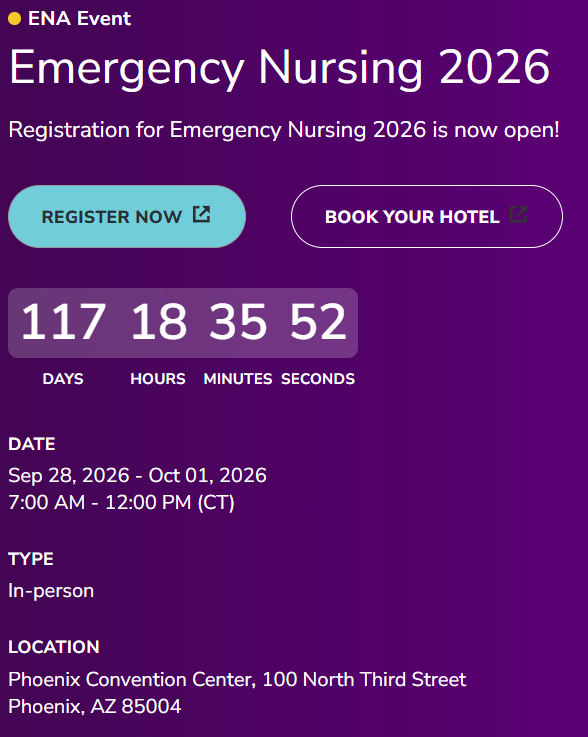 ENA Event
Emergency Nursing 2026
Registration for Emergency Nursing 2026 is now open!
REGISTER NOW
BOOK YOUR HOTEL
117 18 35 52
DAYS HOURS MINUTES SECONDS
DATE
Sep 28, 2026 - Oct 01, 2026
7:00 AM - 12:00 PM (CT)
TYPE
In-person
LOCATION
Phoenix Convention Center, 100 North Third Street
Phoenix, AZ 85004